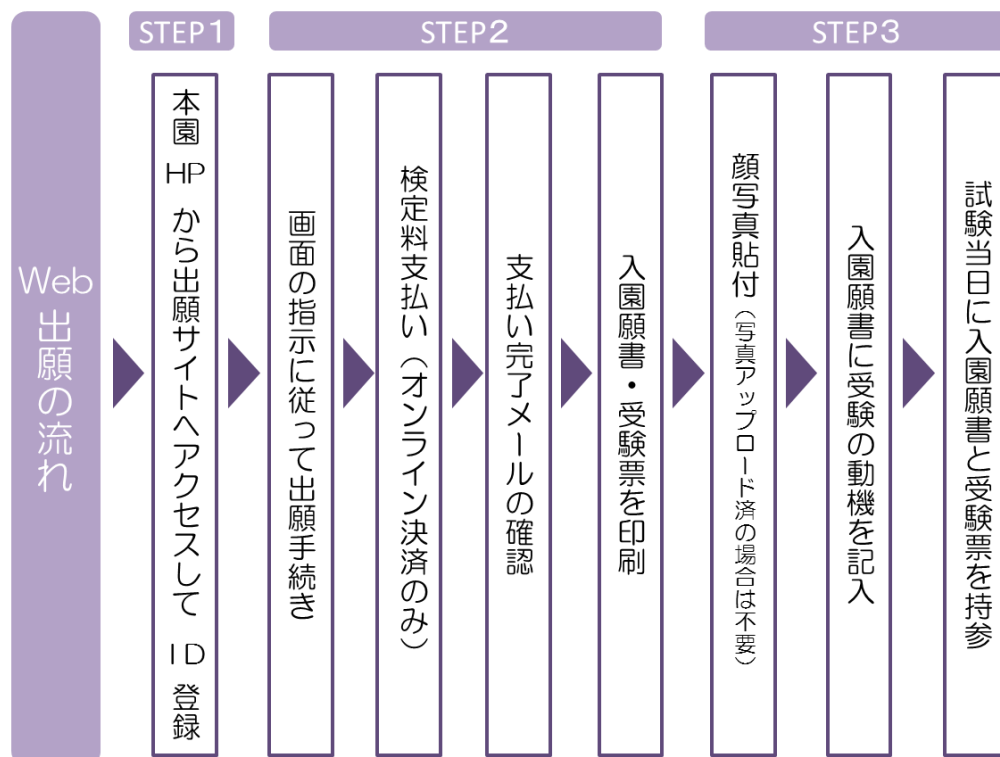 Web出願の流れ
STEP1
本園HPから出願サイトへアクセスしてID登録
STEP2
画面の指示に従って出願手続き
検定料支払い（オンライン決済のみ）
支払い完了メールの確認
入園願書・受験票を印刷
STEP3
顔写真貼付（写真アップロード済の場合は不要）
入園願書に受験の動機を記入
試験当日に入園願書と受験票を持参